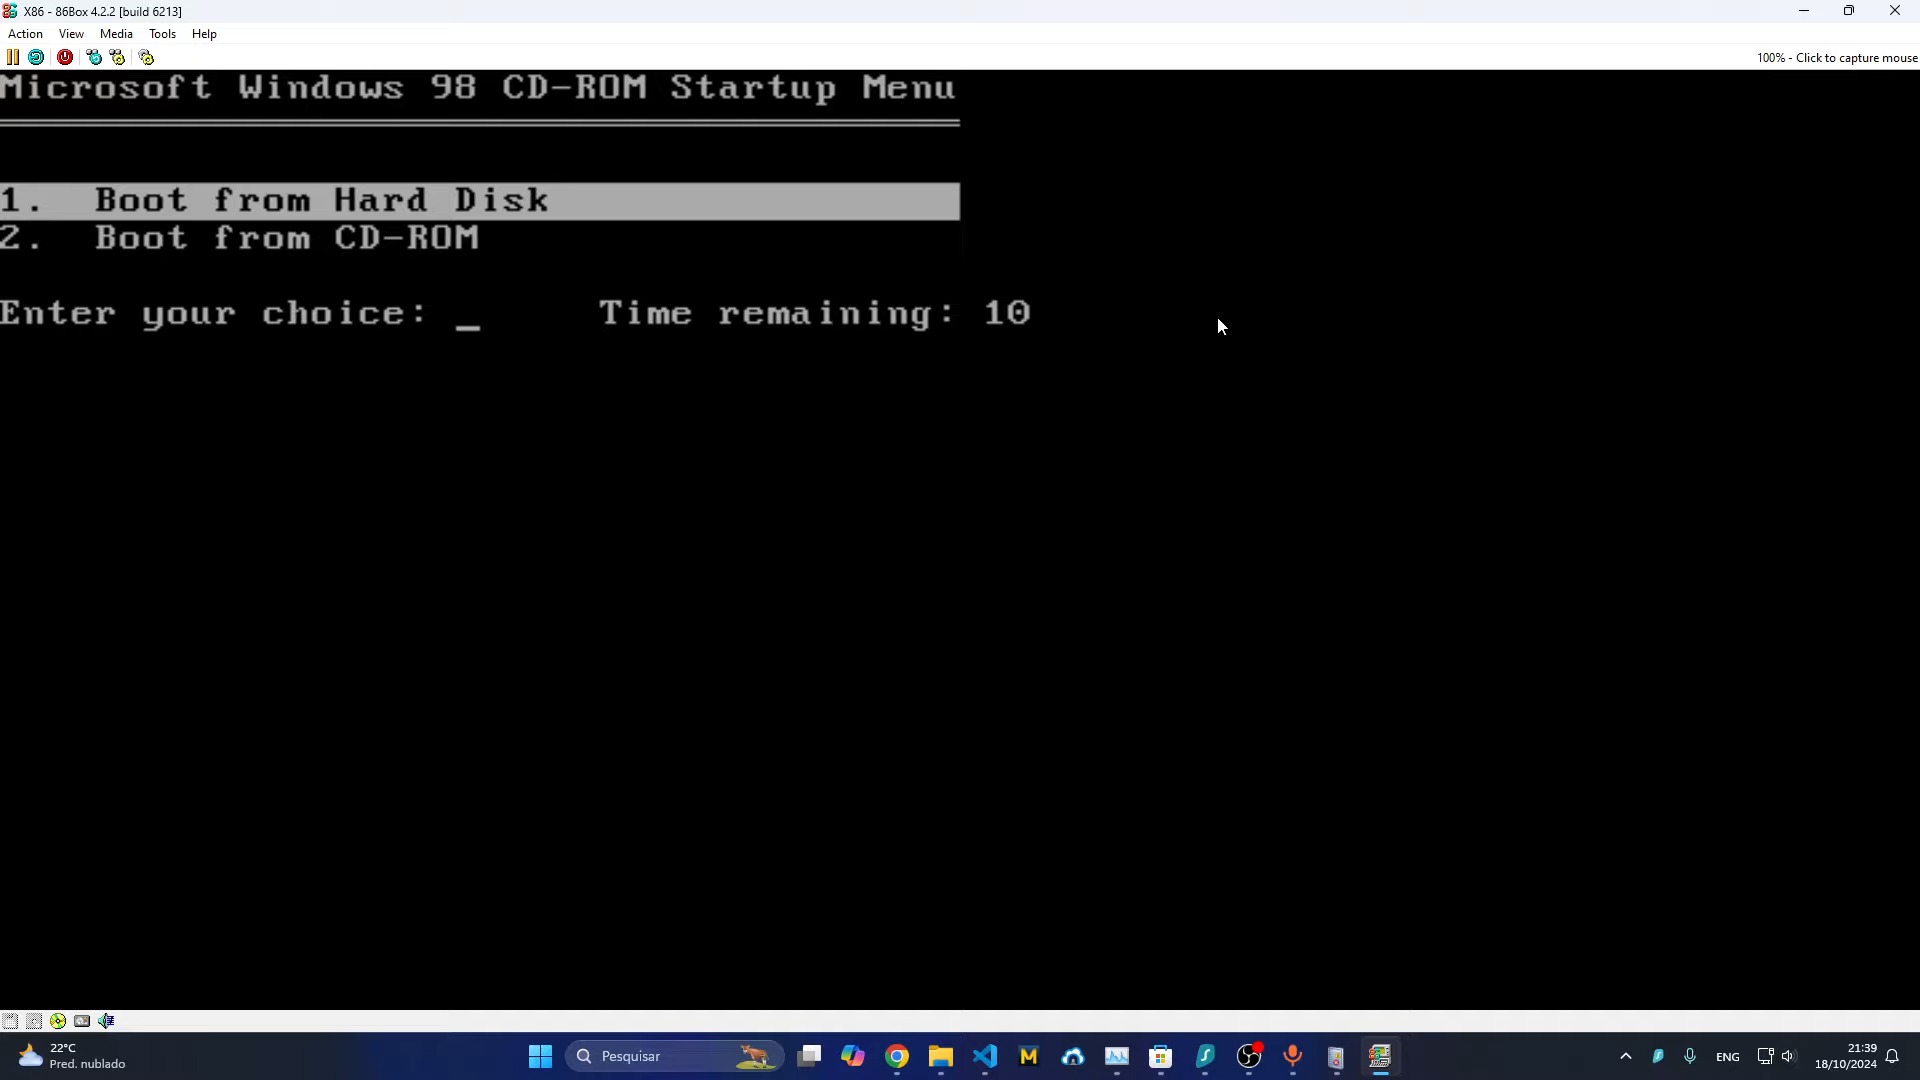 X86 - 86Box 4.2.2 [build 6213]
Action View Media Tools Help
100% - Click to capture mouse
Microsoft Windows 98 CD-ROM Startup Menu
1. Boot from Hard Disk
2. Boot from CD-ROM
Enter your choice: _ Time remaining: 10
22°C
Pred. nublado
Pesquisar
ENG
21:39
18/10/2024